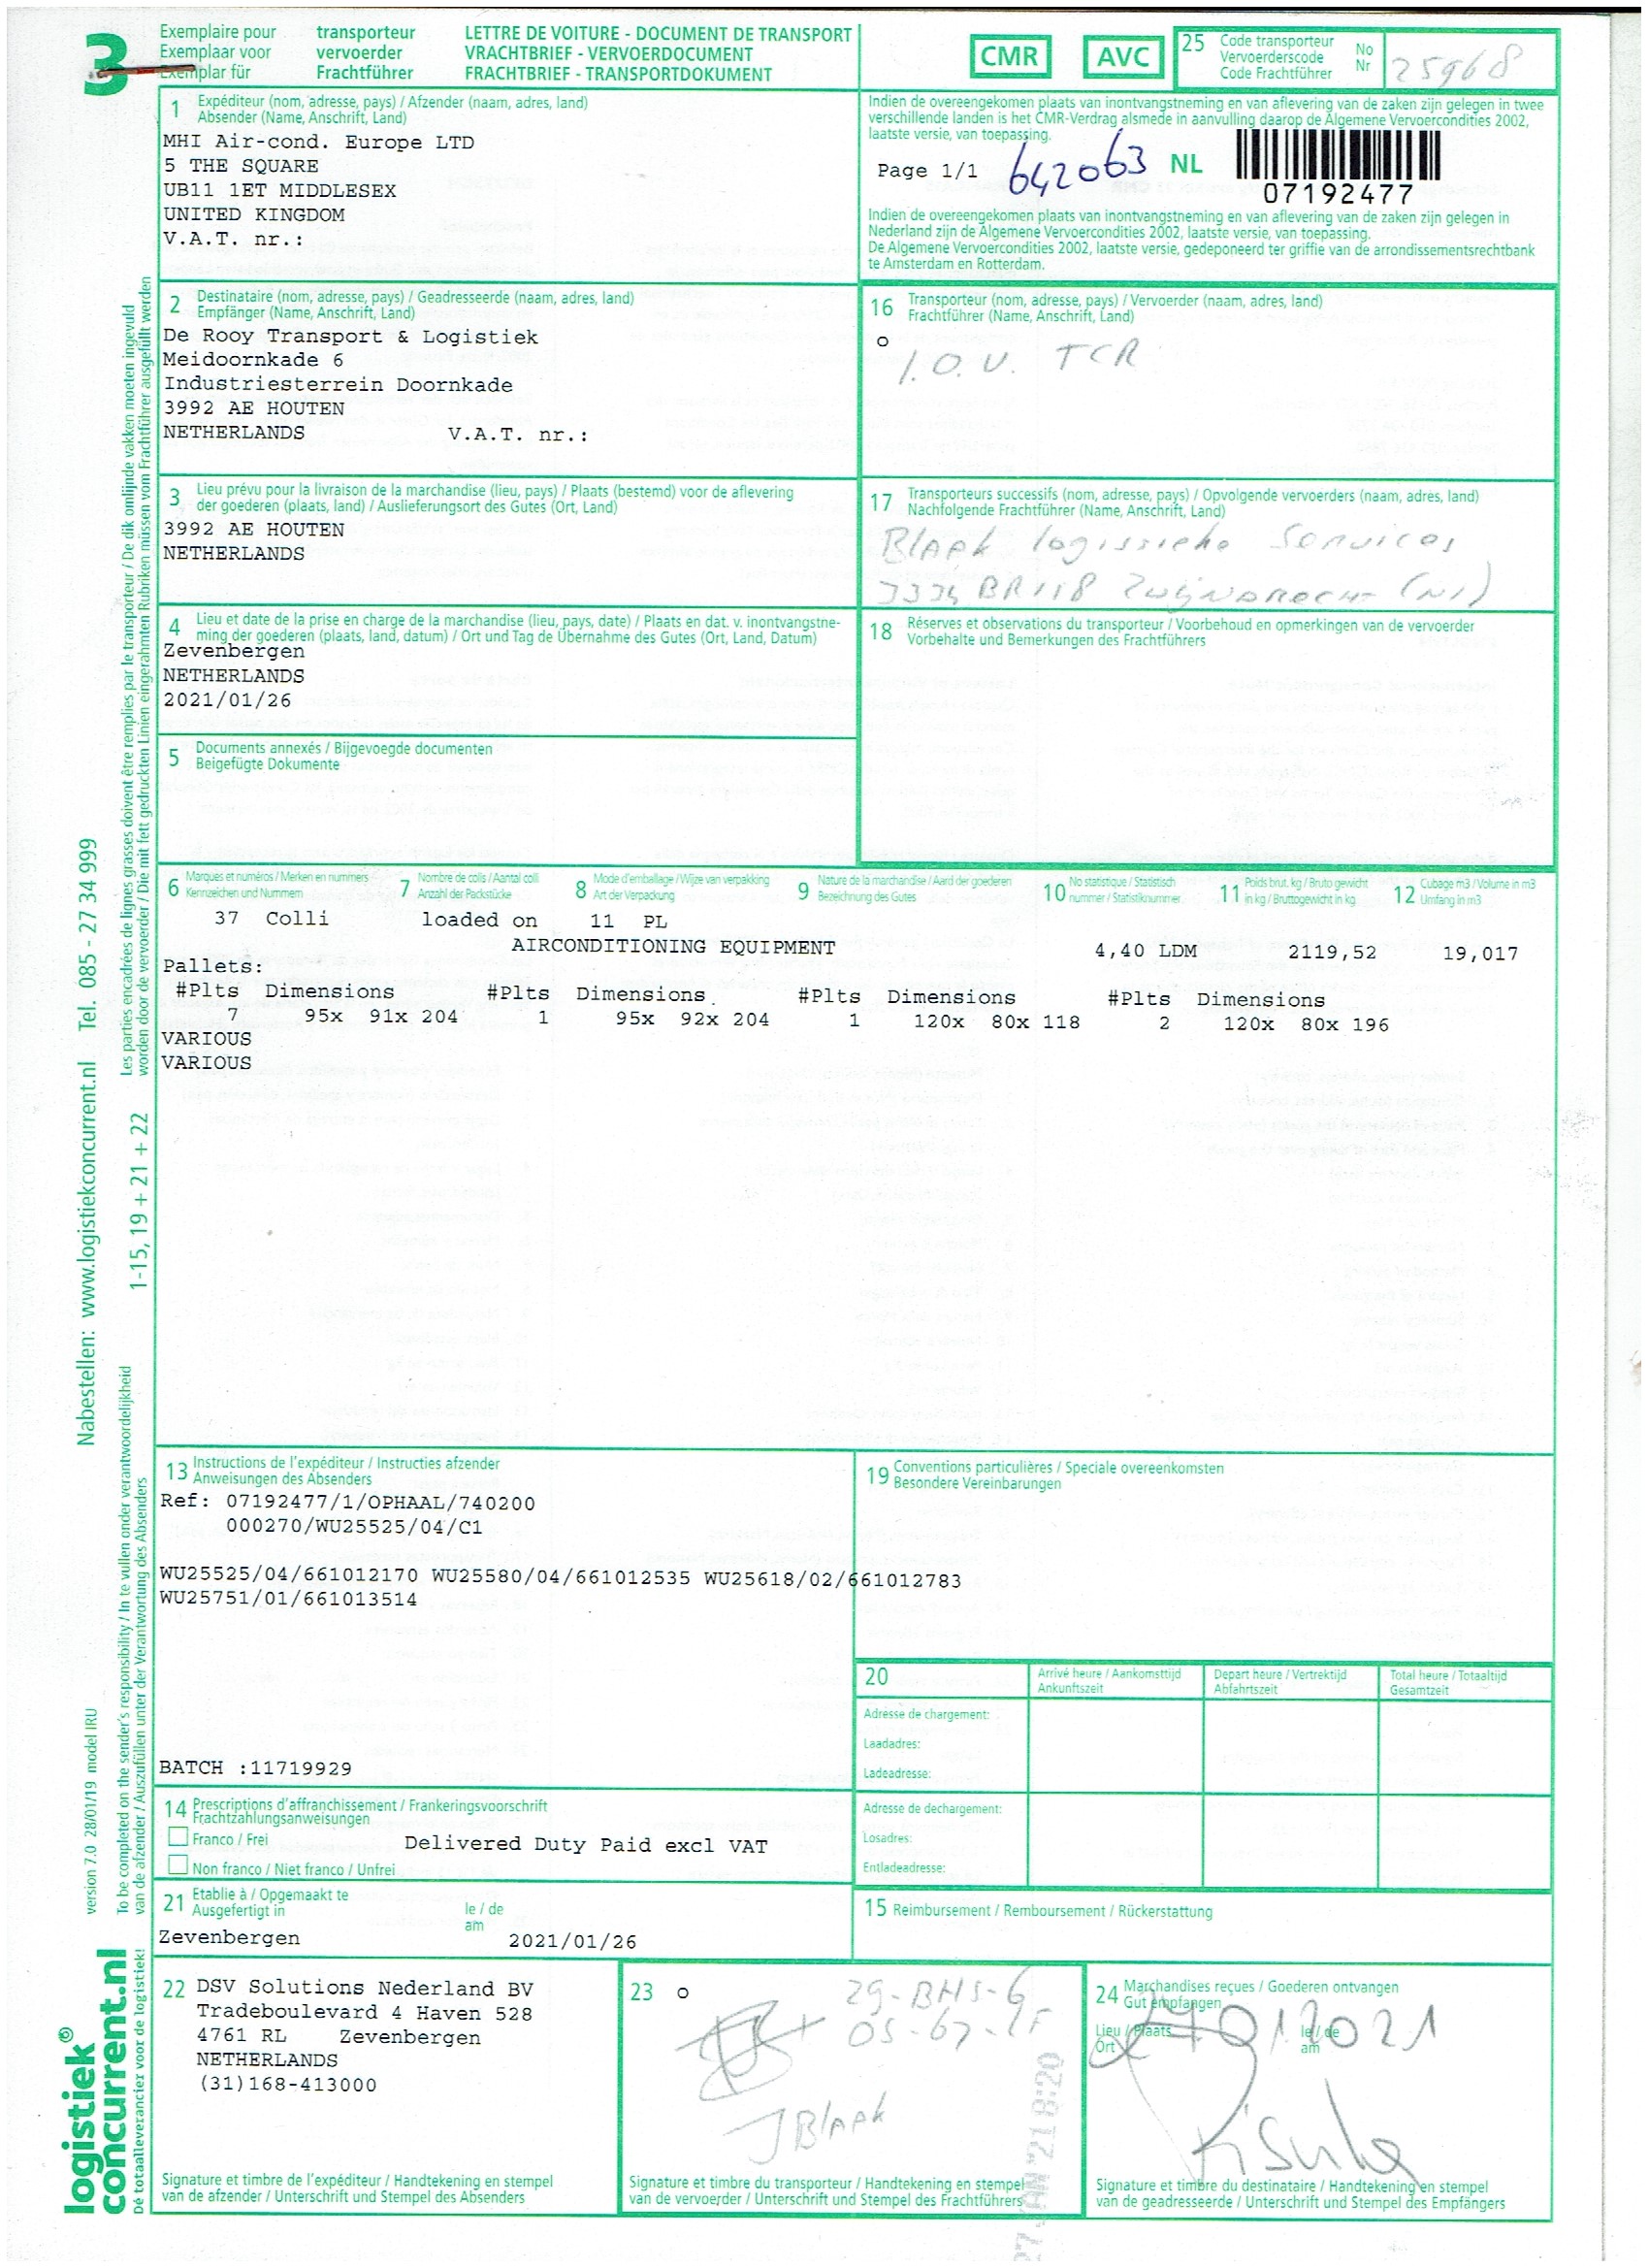 3
Exemplaire pour transporteur LETTRE DE VOITURE - DOCUMENT DE TRANSPORT
Exemplaar voor vervoerder VRACHTBRIEF - VERVOERDOCUMENT
Exemplar für Frachtführer FRACHTBRIEF - TRANSPORTDOKUMENT
CMR AVC
25 Code transporteur No
Vervoerderscode Nr
Code Frachtführer
25968
1 Expéditeur (nom, adresse, pays) / Afzender (naam, adres, land)
Absender (Name, Anschrift, Land)
MHI Air-cond. Europe LTD
5 THE SQUARE
UB11 1ET MIDDLESEX
UNITED KINGDOM
V.A.T. nr.:
Indien de overeengekomen plaats van inontvangstneming en van aflevering van de zaken zijn gelegen in twee
verschillende landen is het CMR-Verdrag alsmede in aanvulling daarop de Algemene Vervoercondities 2002,
laatste versie, van toepassing.
Page 1/1 642063 NL
07192477
Indien de overeengekomen plaats van inontvangstneming en van aflevering van de zaken zijn gelegen in
Nederland zijn de Algemene Vervoercondities 2002, laatste versie, van toepassing.
De Algemene Vervoercondities 2002, laatste versie, gedeponeerd ter griffie van de arrondissementsrechtbank
te Amsterdam en Rotterdam.
2 Destinataire (nom, adresse, pays) / Geadresseerde (naam, adres, land)
Empfänger (Name, Anschrift, Land)
De Rooy Transport & Logistiek
Meidoornkade 6
Industriesterrein Doornkade
3992 AE HOUTEN
NETHERLANDS V.A.T. nr.:
16 Transporteur (nom, adresse, pays) / Vervoerder (naam, adres, land)
Frachtführer (Name, Anschrift, Land)
o
I.O.V. TCR
3 Lieu prévu pour la livraison de la marchandise (lieu, pays) / Plaats (bestemd) voor de aflevering
der goederen (plaats, land) / Auslieferungsort des Gutes (Ort, Land)
3992 AE HOUTEN
NETHERLANDS
17 Transporteurs successifs (nom, adresse, pays) / Opvolgende vervoerders (naam, adres, land)
Nachfolgende Frachtführer (Name, Anschrift, Land)
Blaak
4 Lieu et date de la prise en charge de la marchandise (lieu, pays, date) / Plaats en dat. v. inontvangstne-
ming der goederen (plaats, land, datum) / Ort und Tag de Übernahme des Gutes (Ort, Land, Datum)
Zevenbergen
NETHERLANDS
2021/01/26
18 Réserves et observations du transporteur / Voorbehoud en opmerkingen van de vervoerder
Vorbehalte und Bemerkungen des Frachtführers
5 Documents annexés / Bijgevoegde documenten
Beigefügte Dokumente
6 Marques et numéros / Merken en nummers
Kennzeichen und Nummern
7 Nombre de colis / Aantal colli
Anzahl der Packstücke
8 Mode d'emballage / Wijze van verpakking
Art der Verpackung
9 Nature de la marchandise / Aard der goederen
Bezeichnung des Gutes
10 No statistique / Statistisch
nummer / Statistiknummer
11 Poids brut. kg / Bruto gewicht
in kg / Bruttogewicht in kg
12 Cubage m3 / Volume in m3
Umfang in m3
37 Colli loaded on 11 PL
AIRCONDITIONING EQUIPMENT 4,40 LDM 2119,52 19,017
Pallets:
#Plts Dimensions #Plts Dimensions #Plts Dimensions #Plts Dimensions
7 95x 91x 204 1 95x 92x 204 1 120x 80x 118 2 120x 80x 196
VARIOUS
VARIOUS
13 Instructions de l'expéditeur / Instructies afzender
Anweisungen des Absenders
Ref: 07192477/1/OPHAAL/740200
000270/WU25525/04/C1
WU25525/04/661012170 WU25580/04/661012535 WU25618/02/661012783
WU25751/01/661013514
BATCH :11719929
19 Conventions particulières / Speciale overeenkomsten
Besondere Vereinbarungen
20 Arrivé heure / Aankomsttijd Depart heure / Vertrektijd Total heure / Totaaltijd
Ankunftszeit Abfahrtszeit Gesamtzeit
Adresse de chargement:
Laadadres:
Ladeadresse:
Adresse de dechargement:
Losadres:
Entladeadresse:
14 Prescriptions d'affranchissement / Frankeringsvoorschrift
Frachtzahlungsanweisungen
Franco / Frei
Delivered Duty Paid excl VAT
Non franco / Niet franco / Unfrei
21 Etablie à / Opgemaakt te le / de
Ausgefertigt in am
Zevenbergen 2021/01/26
15 Reimbursement / Remboursement / Rückerstattung
22 DSV Solutions Nederland BV
Tradeboulevard 4 Haven 528
4761 RL Zevenbergen
NETHERLANDS
(31)168-413000
Signature et timbre de l'expéditeur / Handtekening en stempel
van de afzender / Unterschrift und Stempel des Absenders
23 o
29-BHS-6
J Blaak
27 JAN '21 8:20
Signature et timbre du transporteur / Handtekening en stempel
van de vervoerder / Unterschrift und Stempel des Frachtführers
24 Marchandises reçues / Goederen ontvangen
Gut empfangen
Lieu / Plaats le / de
Ort am
27012021
Signature et timbre du destinataire / Handtekening en stempel
van de geadresseerde / Unterschrift und Stempel des Empfängers
Les parties encadrées de lignes grasses doivent être remplies par le transporteur / De dik omlijnde vakken moeten ingevuld
worden door de vervoerder / Die mit fett gedruckten Linien eingerahmten Rubriken müssen vom Frachtführer ausgefüllt werden
Nabestellen: www.logistiekconcurrent.nl Tel. 085 - 27 34 999
1-15, 19 + 21 + 22
To be completed on the sender's responsibility / In te vullen onder verantwoordelijkheid
van de afzender / Auszufüllen unter der Verantwortung des Absenders
version 7.0 28/01/19 model IRU
logistiek®
concurrent.nl
Dé totaalleverancier voor de logistiek!